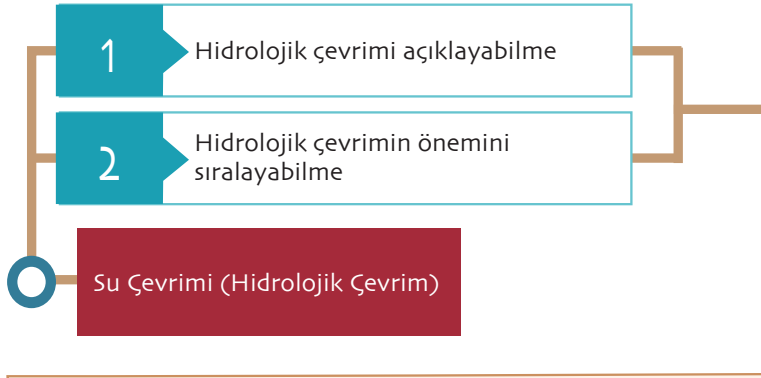 1
Hidrolojik çevrimi açıklayabilme
2
Hidrolojik çevrimin önemini
sıralayabilme
Su Çevrimi (Hidrolojik Çevrim)